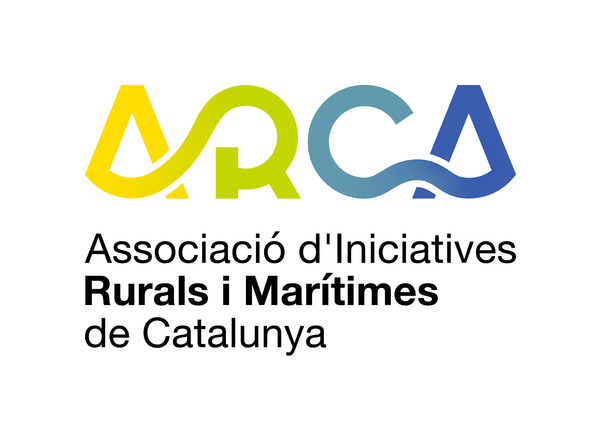 ARCA
Associació d'Iniciatives
Rurals i Marítimes
de Catalunya